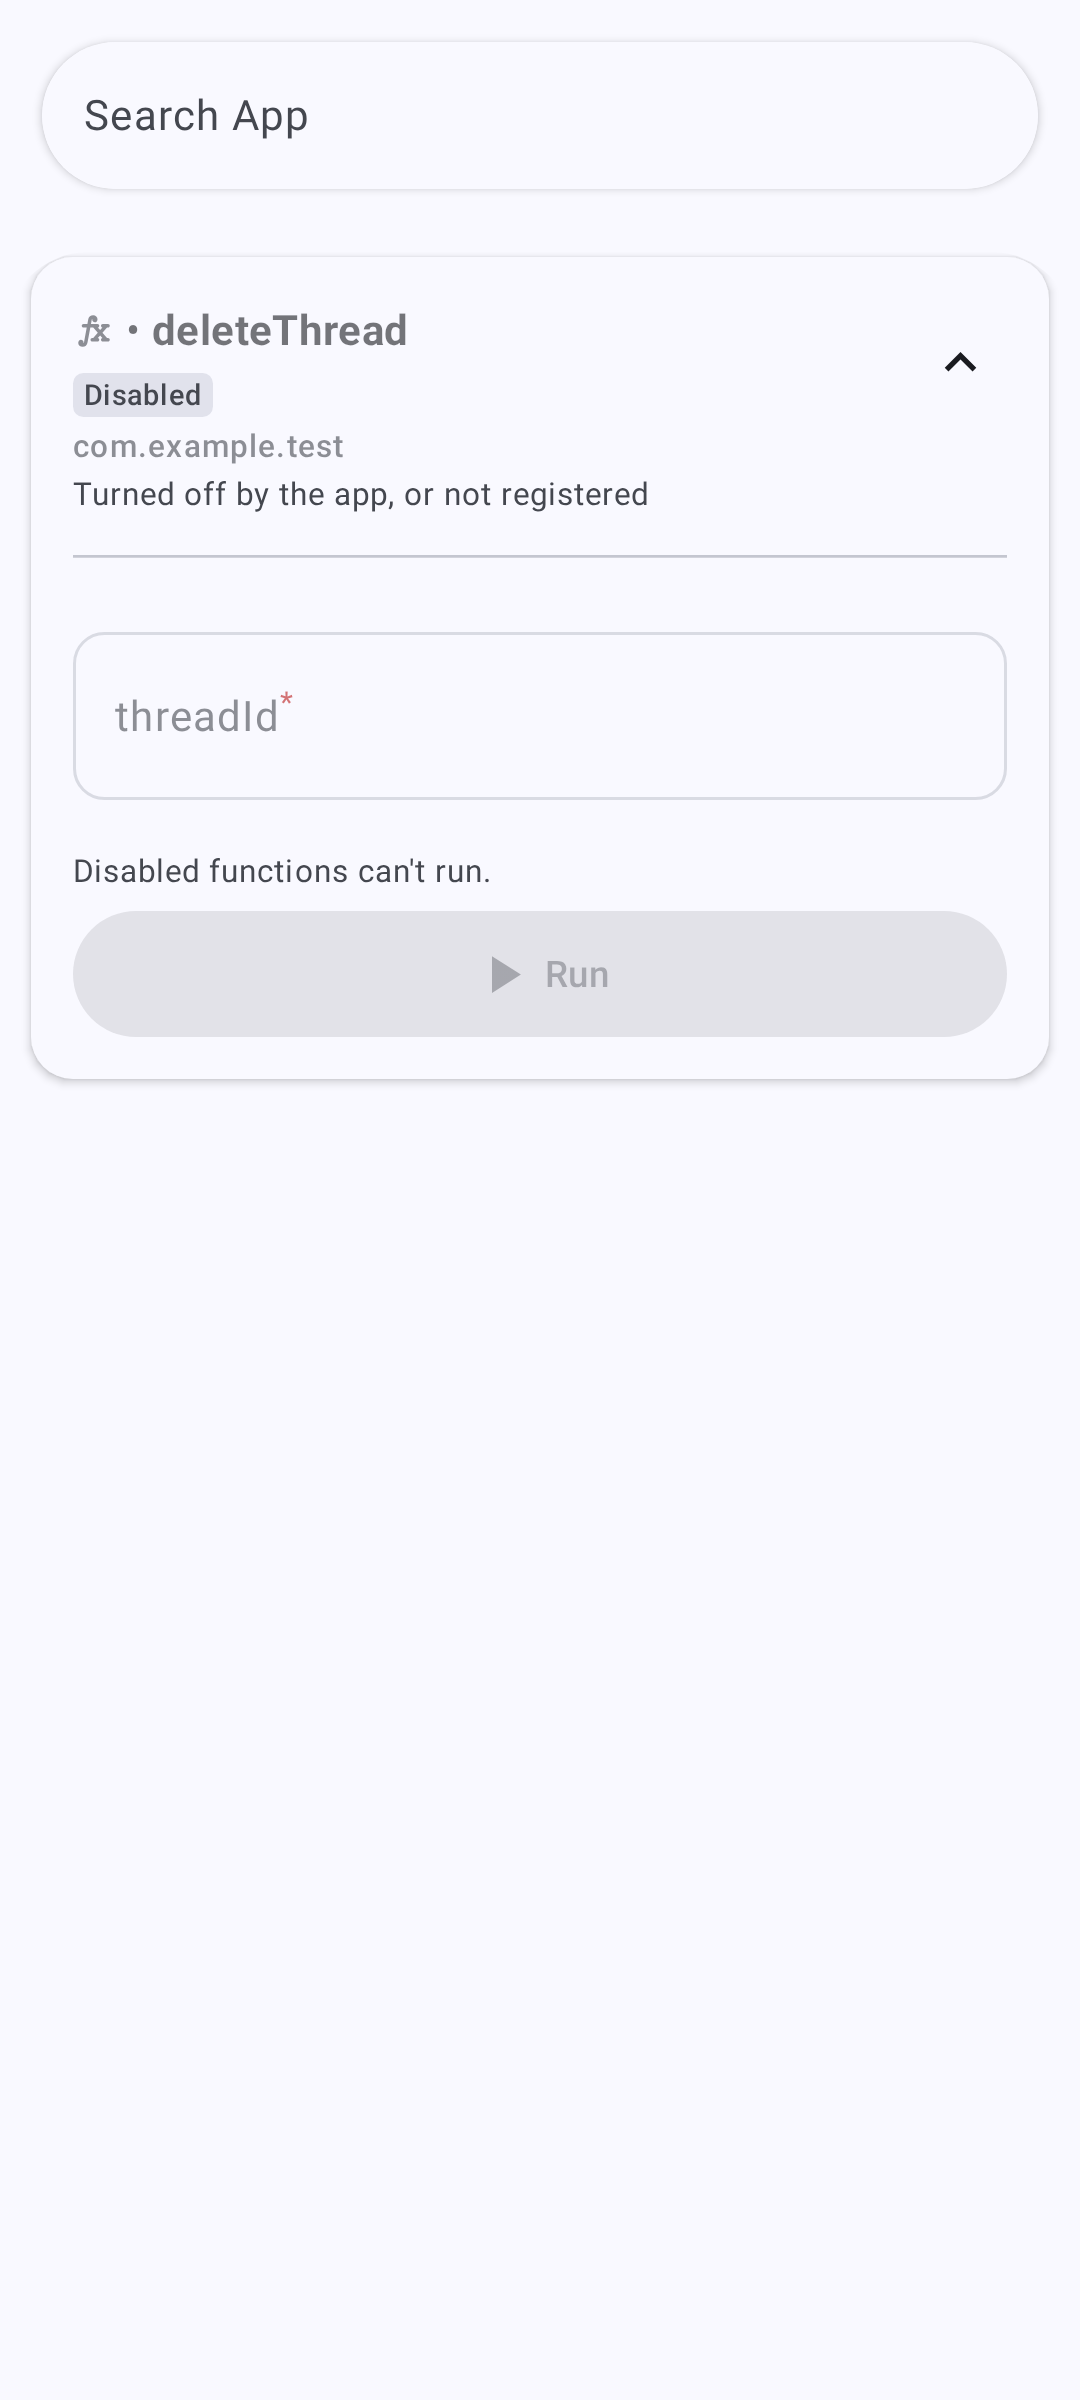 Search App
fx • deleteThread
Disabled
com.example.test
Turned off by the app, or not registered
threadId*
Disabled functions can't run.
Run